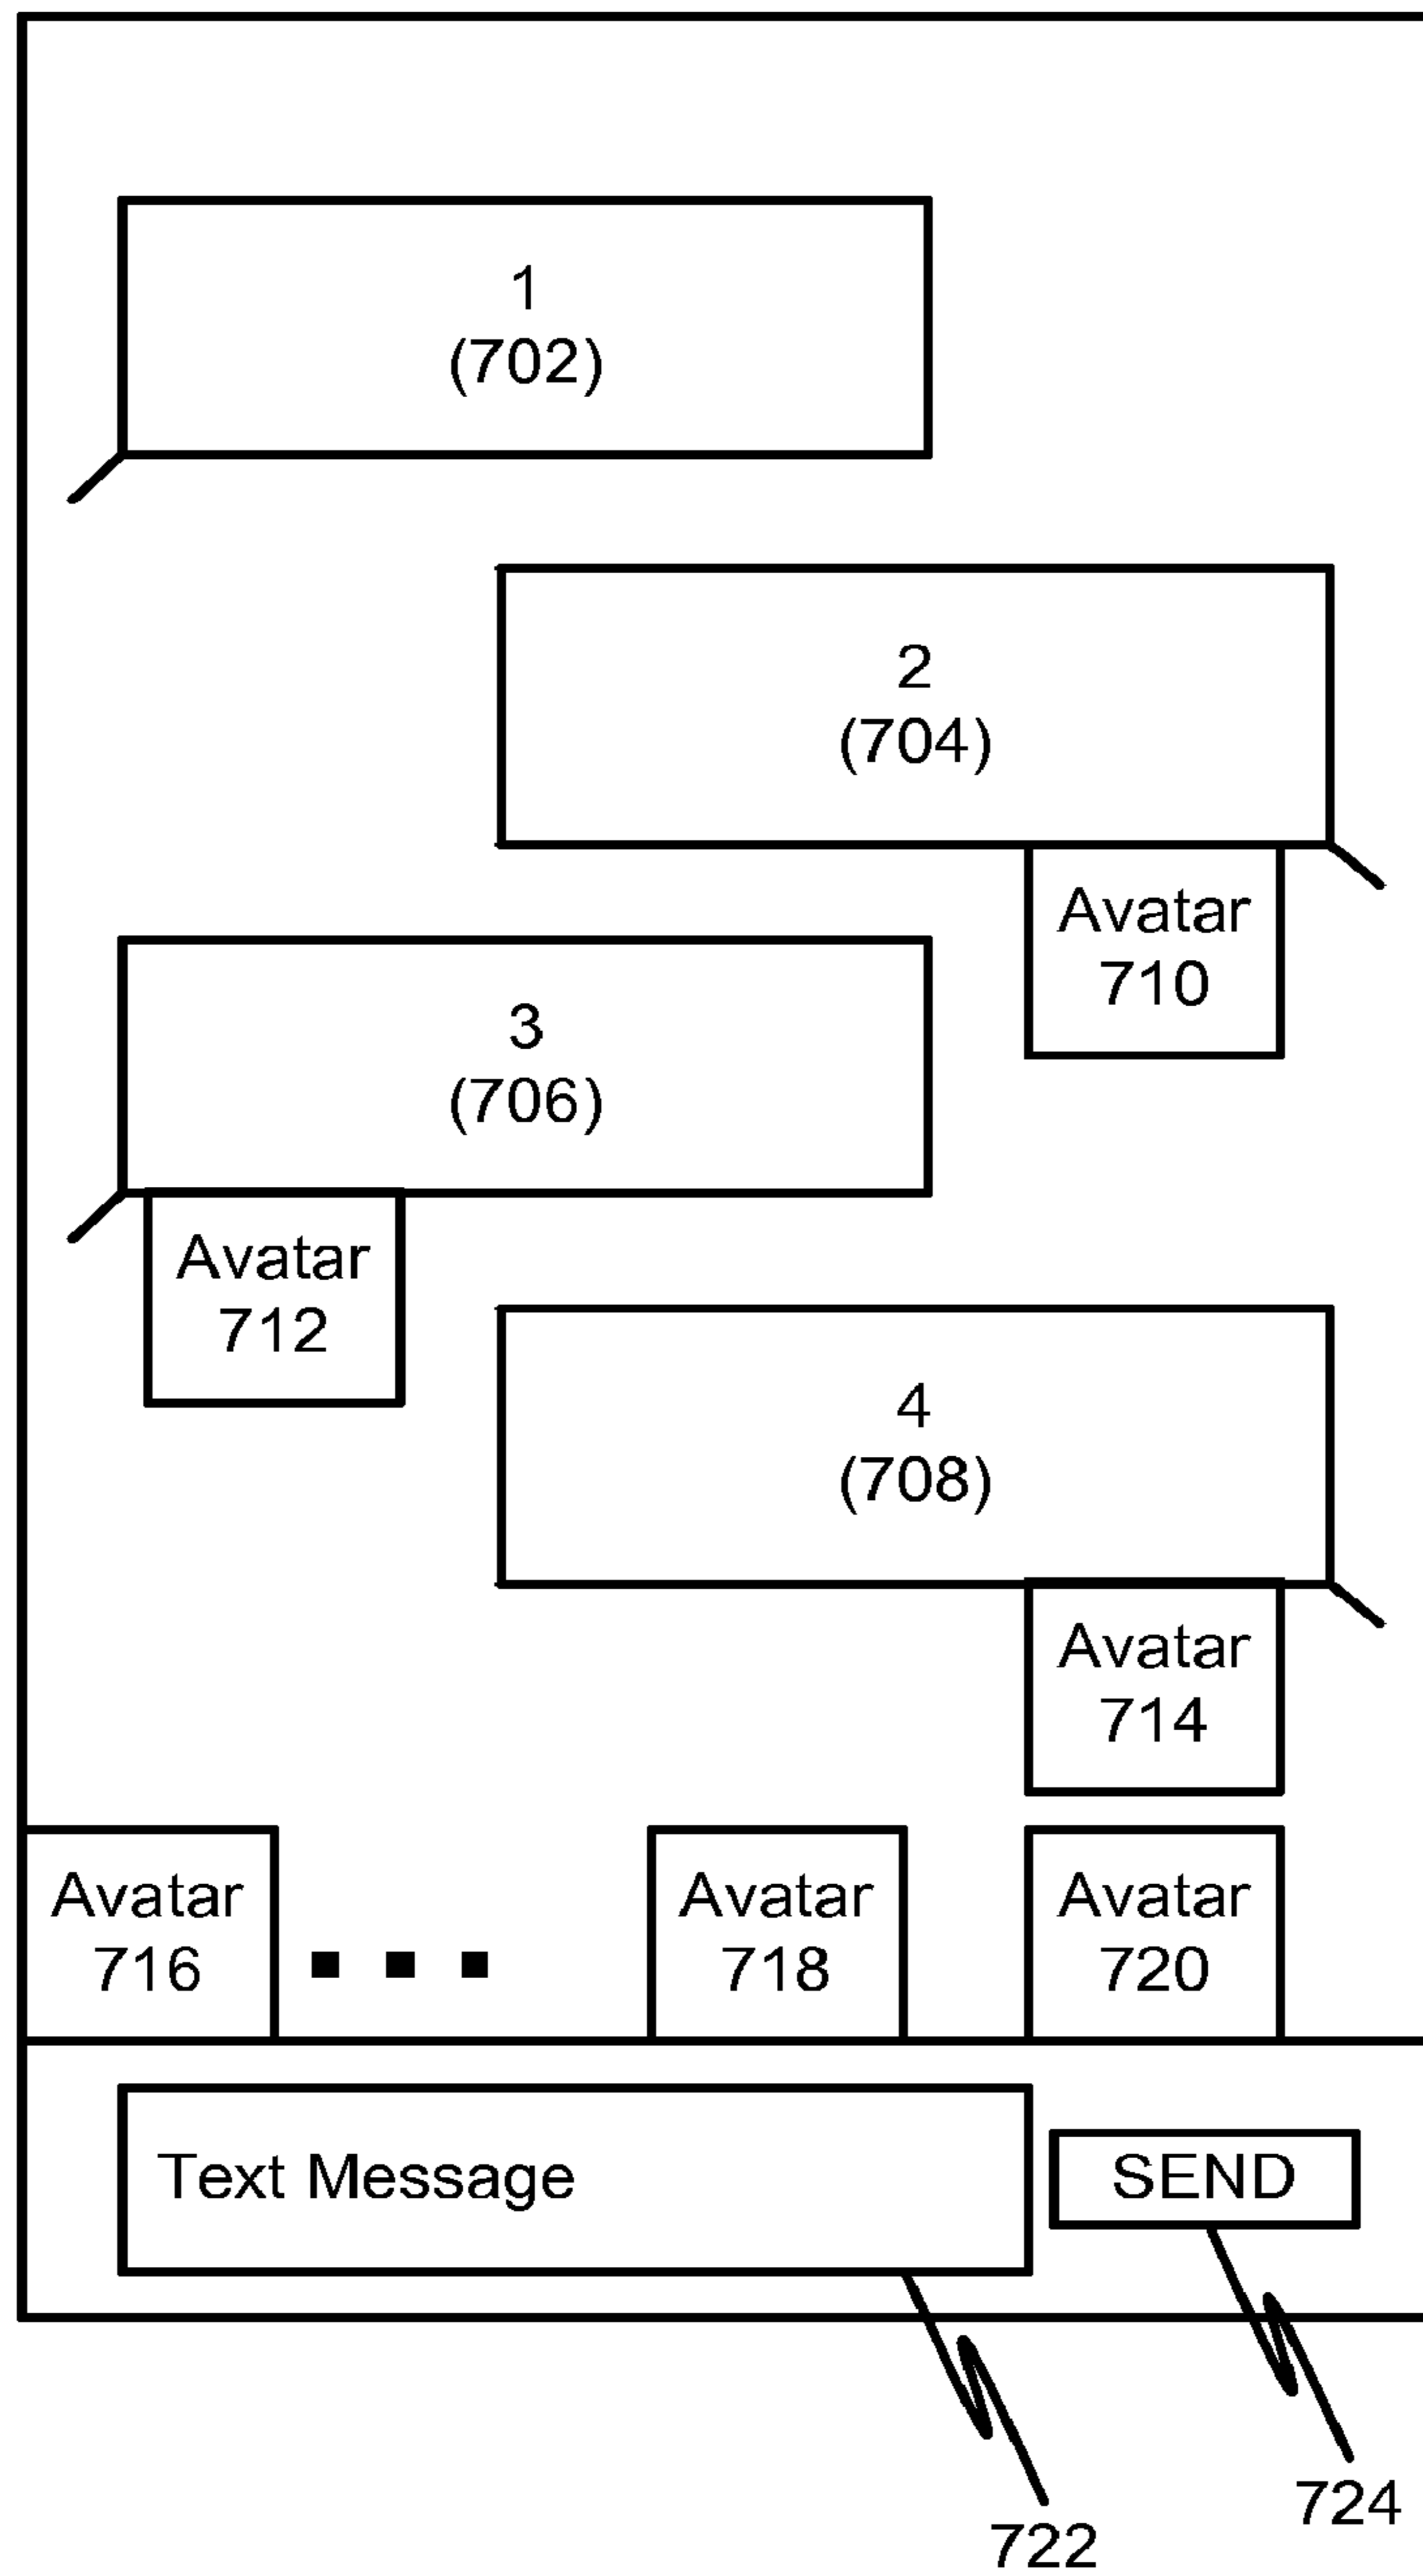 1
(702)
2
(704)
Avatar
710
3
(706)
Avatar
712
4
(708)
Avatar
714
Avatar
716
Avatar
718
Avatar
720
Text Message
SEND
722
724